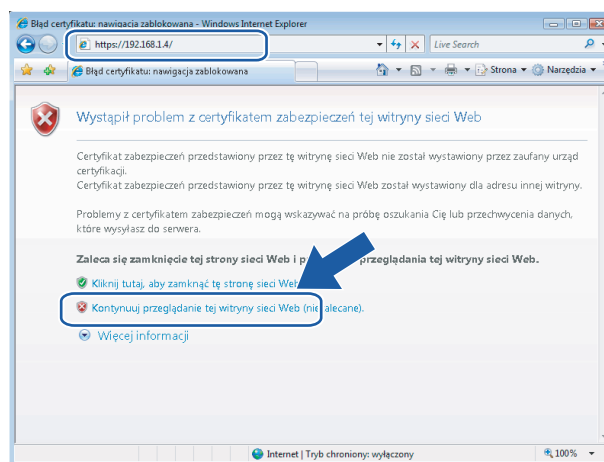 Błąd certyfikatu: nawigacja zablokowana - Windows Internet Explorer
https://192.168.1.4/
Live Search
Błąd certyfikatu: nawigacja zablokowana
Strona
Narzędzia
Wystąpił problem z certyfikatem zabezpieczeń tej witryny sieci Web
Certyfikat zabezpieczeń przedstawiony przez tę witrynę sieci Web nie został wystawiony przez zaufany urząd
certyfikacji.
Certyfikat zabezpieczeń przedstawiony przez tę witrynę sieci Web został wystawiony dla adresu innej witryny.
Problemy z certyfikatem zabezpieczeń mogą wskazywać na próbę oszukania Cię lub przechwycenia danych,
które wysyłasz do serwera.
Zaleca się zamknięcie tej strony sieci Web i przeglądania tej witryny sieci Web.
Kliknij tutaj, aby zamknąć tę stronę sieci Web
Kontynuuj przeglądanie tej witryny sieci Web (niezalecane).
Więcej informacji
Internet | Tryb chroniony: wyłączony
100%